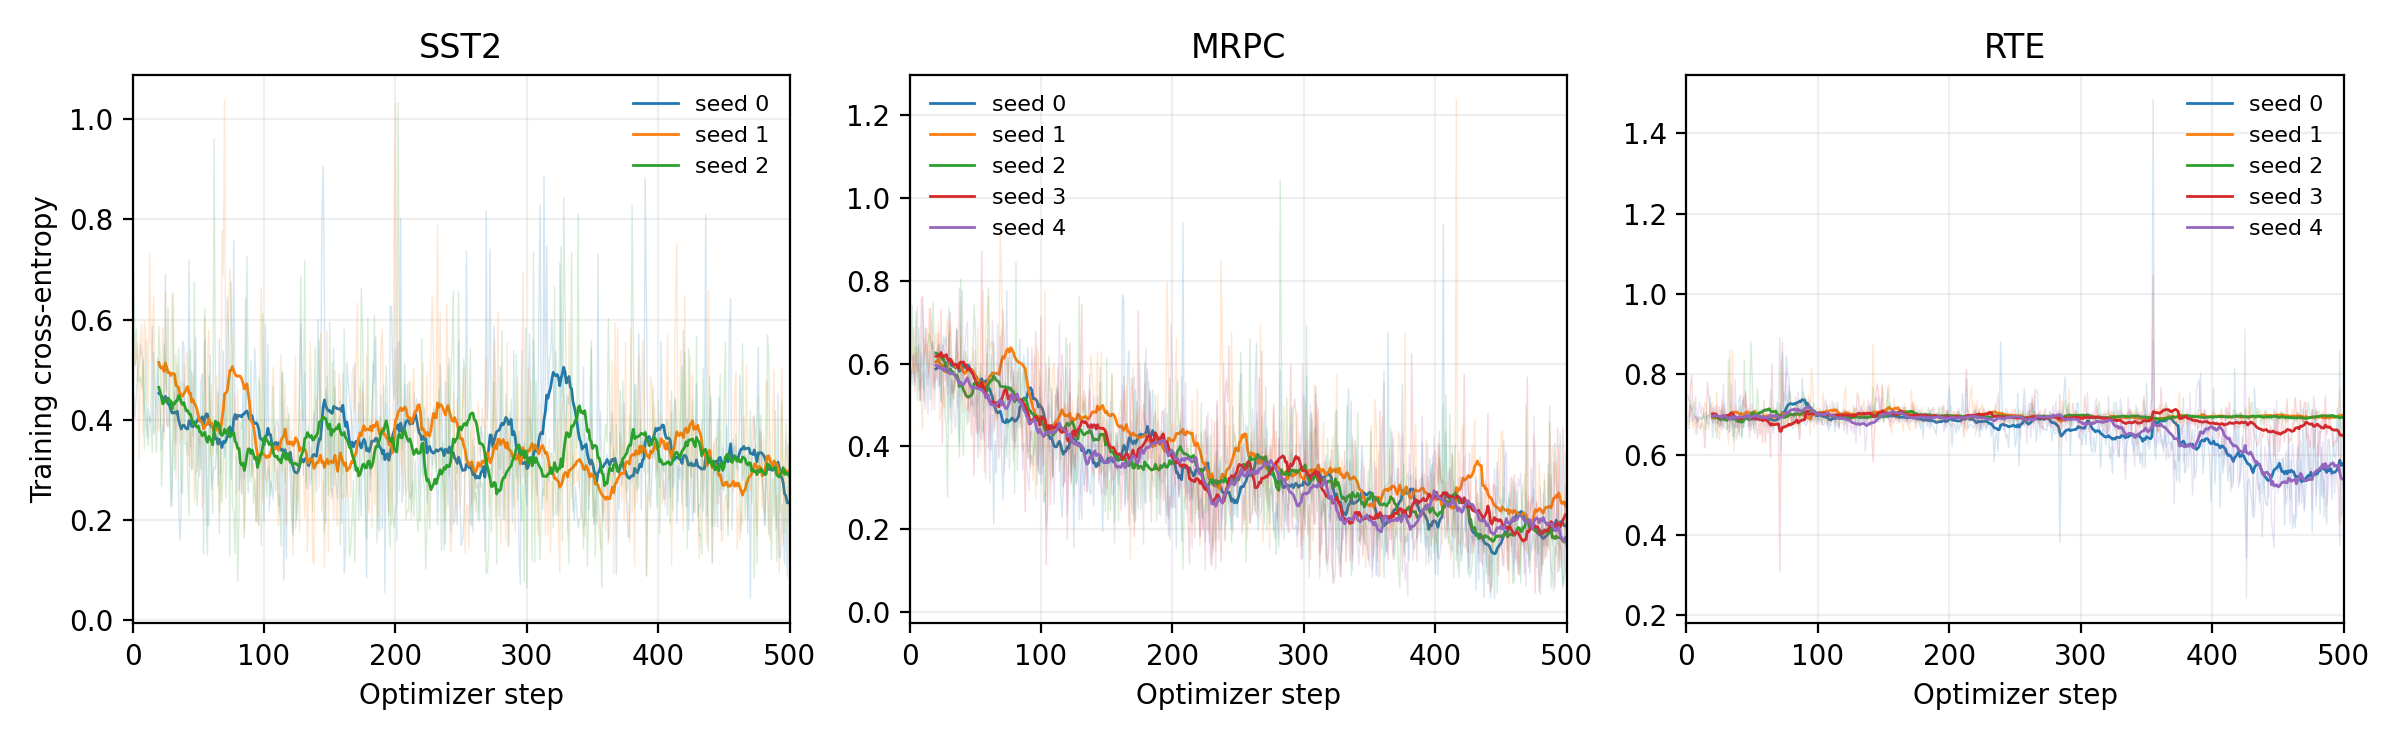 SST2
Training cross-entropy
1.0
0.8
0.6
0.4
0.2
0.0
seed 0
seed 1
seed 2
0 100 200 300 400 500
Optimizer step
MRPC
1.2
1.0
0.8
0.6
0.4
0.2
0.0
seed 0
seed 1
seed 2
seed 3
seed 4
0 100 200 300 400 500
Optimizer step
RTE
1.4
1.2
1.0
0.8
0.6
0.4
0.2
seed 0
seed 1
seed 2
seed 3
seed 4
0 100 200 300 400 500
Optimizer step